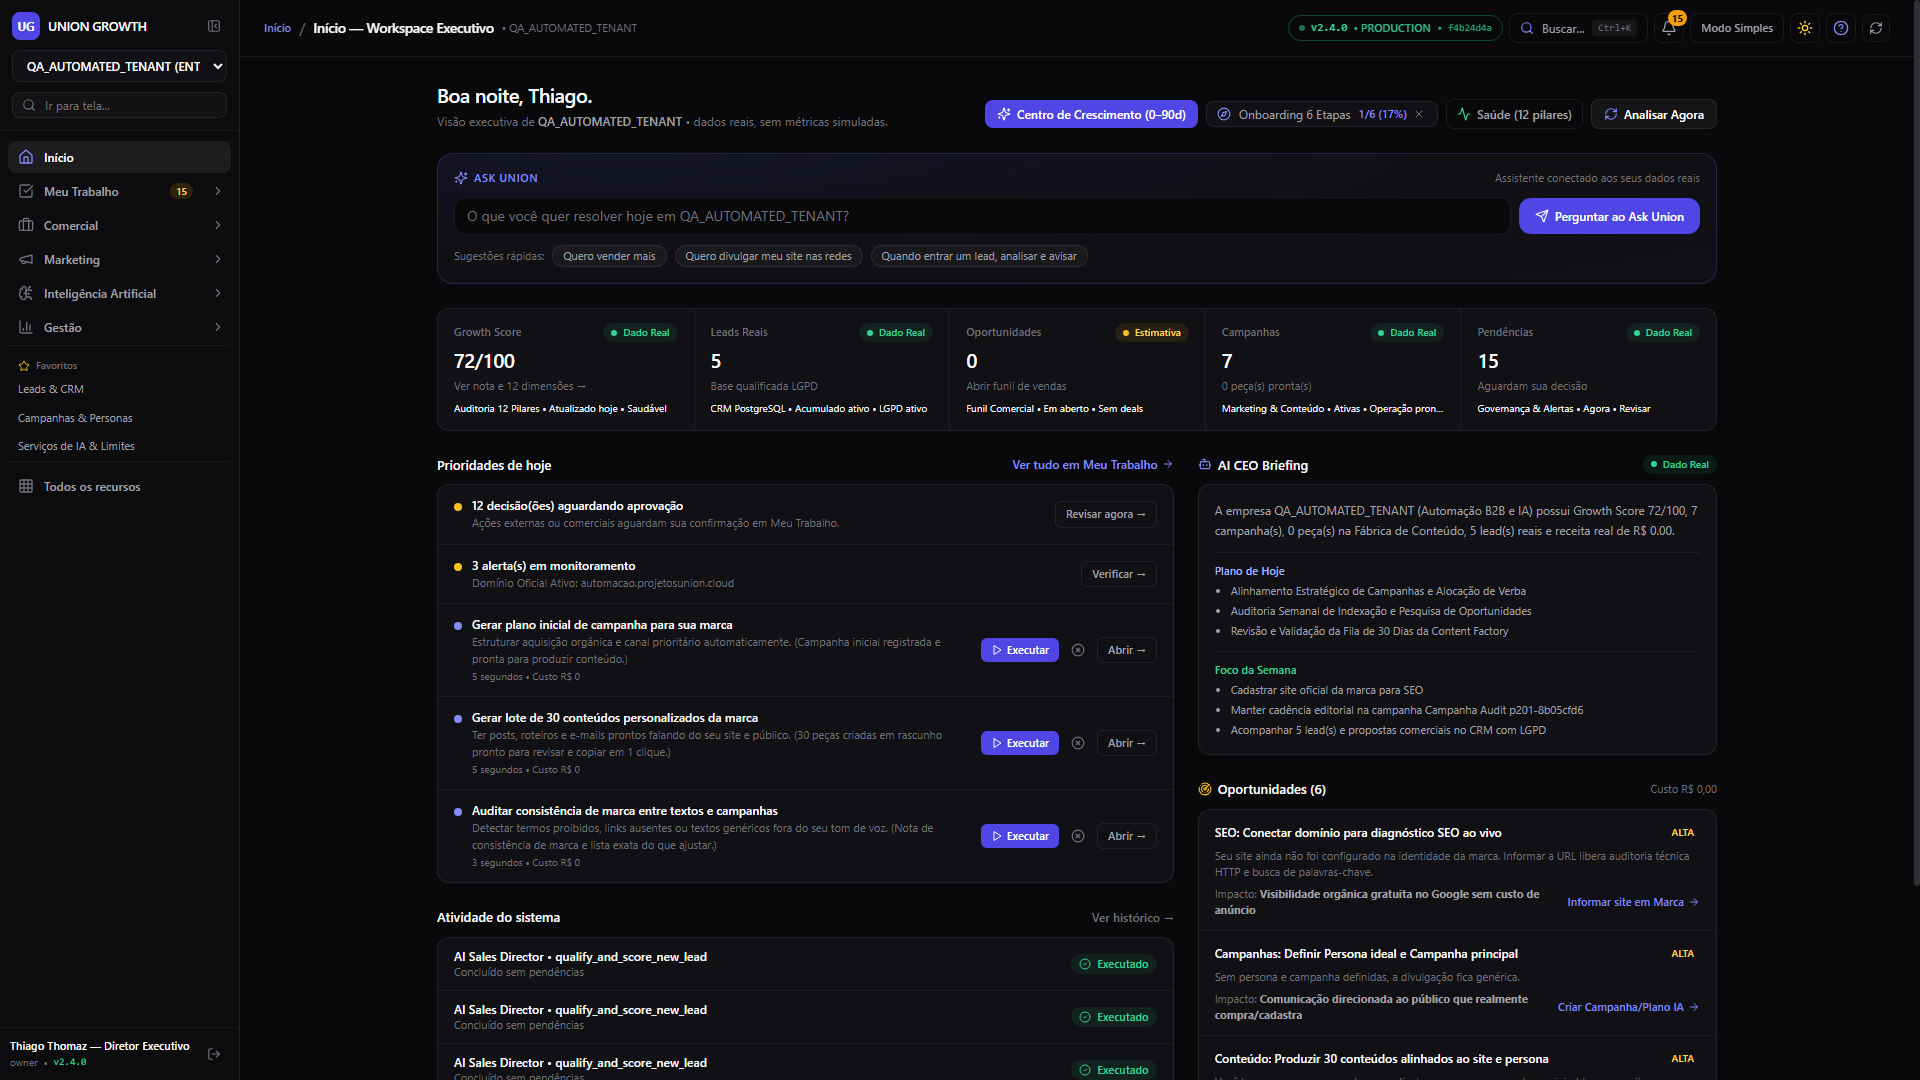 UG UNION GROWTH
QA_AUTOMATED_TENANT (ENT
Ir para tela...
Início
Meu Trabalho 15
Comercial
Marketing
Inteligência Artificial
Gestão
Favoritos
Leads & CRM
Campanhas & Personas
Serviços de IA & Limites
Todos os recursos
Thiago Thomaz — Diretor Executivo
owner • v2.4.0
Início / Início — Workspace Executivo • QA_AUTOMATED_TENANT
v2.4.0 • PRODUCTION • f4b24d4a
Buscar... Ctrl+K
15
Modo Simples
Boa noite, Thiago.
Visão executiva de QA_AUTOMATED_TENANT • dados reais, sem métricas simuladas.
Centro de Crescimento (0–90d)
Onboarding 6 Etapas 1/6 (17%)
Saúde (12 pilares)
Analisar Agora
ASK UNION
Assistente conectado aos seus dados reais
O que você quer resolver hoje em QA_AUTOMATED_TENANT?
Perguntar ao Ask Union
Sugestões rápidas: Quero vender mais Quero divulgar meu site nas redes Quando entrar um lead, analisar e avisar
Growth Score Dado Real
72/100
Ver nota e 12 dimensões →
Auditoria 12 Pilares • Atualizado hoje • Saudável
Leads Reais Dado Real
5
Base qualificada LGPD
CRM PostgreSQL • Acumulado ativo • LGPD ativo
Oportunidades Estimativa
0
Abrir funil de vendas
Funil Comercial • Em aberto • Sem deals
Campanhas Dado Real
7
0 peça(s) pronta(s)
Marketing & Conteúdo • Ativas • Operação pron...
Pendências Dado Real
15
Aguardam sua decisão
Governança & Alertas • Agora • Revisar
Prioridades de hoje
Ver tudo em Meu Trabalho →
12 decisão(ões) aguardando aprovação
Ações externas ou comerciais aguardam sua confirmação em Meu Trabalho.
Revisar agora →
3 alerta(s) em monitoramento
Domínio Oficial Ativo: automacao.projetosunion.cloud
Verificar →
Gerar plano inicial de campanha para sua marca
Estruturar aquisição orgânica e canal prioritário automaticamente. (Campanha inicial registrada e
pronta para produzir conteúdo.)
5 segundos • Custo R$ 0
Executar Abrir →
Gerar lote de 30 conteúdos personalizados da marca
Ter posts, roteiros e e-mails prontos falando do seu site e público. (30 peças criadas em rascunho
pronto para revisar e copiar em 1 clique.)
5 segundos • Custo R$ 0
Executar Abrir →
Auditar consistência de marca entre textos e campanhas
Detectar termos proibidos, links ausentes ou textos genéricos fora do seu tom de voz. (Nota de
consistência de marca e lista exata do que ajustar.)
3 segundos • Custo R$ 0
Executar Abrir →
Atividade do sistema
Ver histórico →
AI Sales Director • qualify_and_score_new_lead
Concluído sem pendências
Executado
AI Sales Director • qualify_and_score_new_lead
Concluído sem pendências
Executado
AI Sales Director • qualify_and_score_new_lead
Concluído sem pendências
Executado
AI CEO Briefing Dado Real
A empresa QA_AUTOMATED_TENANT (Automação B2B e IA) possui Growth Score 72/100, 7
campanha(s), 0 peça(s) na Fábrica de Conteúdo, 5 lead(s) reais e receita real de R$ 0.00.
Plano de Hoje
• Alinhamento Estratégico de Campanhas e Alocação de Verba
• Auditoria Semanal de Indexação e Pesquisa de Oportunidades
• Revisão e Validação da Fila de 30 Dias da Content Factory
Foco da Semana
• Cadastrar site oficial da marca para SEO
• Manter cadência editorial na campanha Campanha Audit p201-8b05cfd6
• Acompanhar 5 lead(s) e propostas comerciais no CRM com LGPD
Oportunidades (6)
Custo R$ 0,00
SEO: Conectar domínio para diagnóstico SEO ao vivo ALTA
Seu site ainda não foi configurado na identidade da marca. Informar a URL libera auditoria técnica
HTTP e busca de palavras-chave.
Impacto: Visibilidade orgânica gratuita no Google sem custo de
anúncio
Informar site em Marca →
Campanhas: Definir Persona ideal e Campanha principal ALTA
Sem persona e campanha definidas, a divulgação fica genérica.
Impacto: Comunicação direcionada ao público que realmente
compra/cadastra
Criar Campanha/Plano IA →
Conteúdo: Produzir 30 conteúdos alinhados ao site e persona ALTA